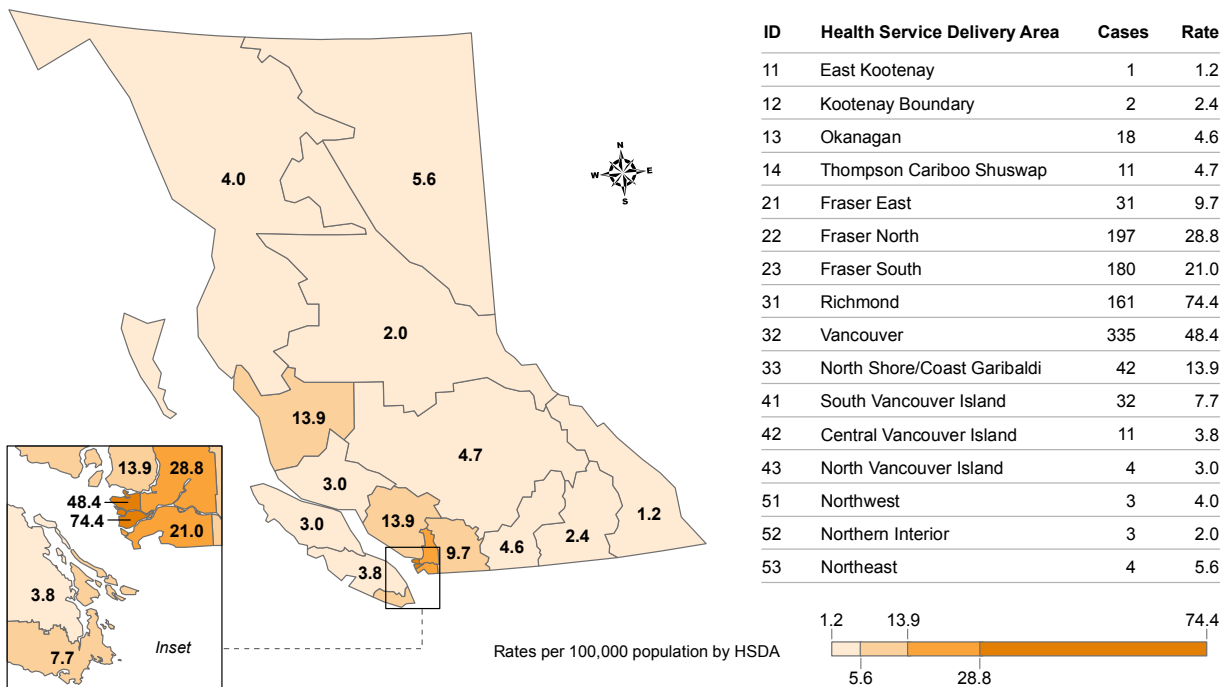 ID Health Service Delivery Area Cases Rate
11 East Kootenay 1 1.2
12 Kootenay Boundary 2 2.4
13 Okanagan 18 4.6
14 Thompson Cariboo Shuswap 11 4.7
21 Fraser East 31 9.7
22 Fraser North 197 28.8
23 Fraser South 180 21.0
31 Richmond 161 74.4
32 Vancouver 335 48.4
33 North Shore/Coast Garibaldi 42 13.9
41 South Vancouver Island 32 7.7
42 Central Vancouver Island 11 3.8
43 North Vancouver Island 4 3.0
51 Northwest 3 4.0
52 Northern Interior 3 2.0
53 Northeast 4 5.6
N
W E
S
4.0
5.6
2.0
13.9
4.7
3.0
3.0
13.9
9.7
4.6
2.4
1.2
3.8
13.9
28.8
48.4
74.4
21.0
3.8
7.7
Inset
Rates per 100,000 population by HSDA
1.2 13.9 74.4
5.6 28.8